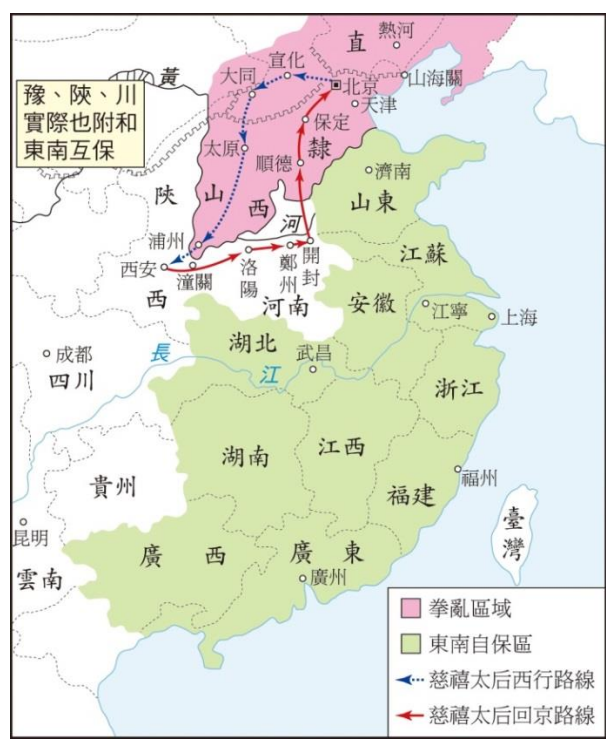 直
熱河
宣化
黃
大同
北京
山海關
天津
豫、陝、川
實際也附和
東南互保
保定
太原
順德
隸
濟南
陝
山
西
山東
河
浦州
西安
潼關
洛陽
鄭州
開封
江蘇
西
河南
安徽
江寧
上海
湖北
武昌
成都
長
江
四川
浙江
湖南
江西
貴州
福建
福州
臺灣
昆明
雲南
廣
西
廣
東
廣州
拳亂區域
東南自保區
慈禧太后西行路線
慈禧太后回京路線